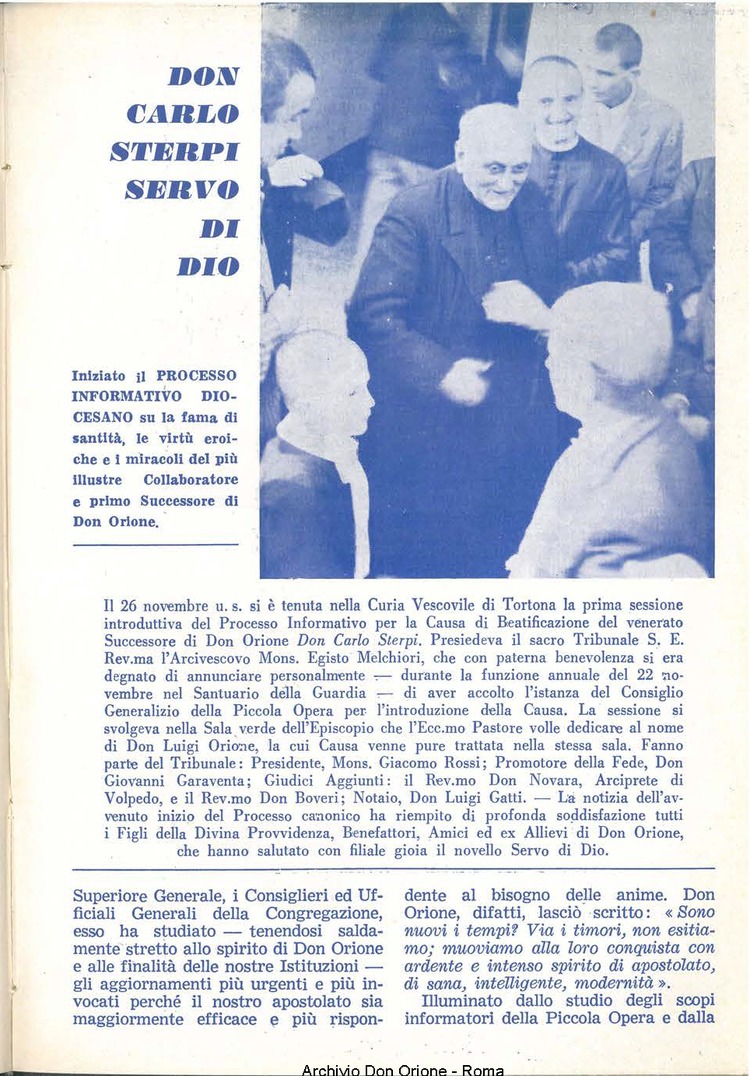 DON
CARLO
STERPI
SERVO
DI
DIO
Iniziato il PROCESSO
INFORMATIVO DIO-
CESANO su la fama di
santità, le virtù eroi-
che e i miracoli del più
illustre Collaboratore
e primo Successore di
Don Orione.
Il 26 novembre u. s. si è tenuta nella Curia Vescovile di Tortona la prima sessione
introduttiva del Processo Informativo per la Causa di Beatificazione del venerato
Successore di Don Orione Don Carlo Sterpi. Presiedeva il sacro Tribunale S. E.
Rev.ma l'Arcivescovo Mons. Egisto Melchiori, che con paterna benevolenza si era
degnato di annunciare personalmente — durante la funzione annuale del 22 no-
vembre nel Santuario della Guardia — di aver accolto l'istanza del Consiglio
Generalizio della Piccola Opera per l'introduzione della Causa. La sessione si
svolgeva nella Sala verde dell'Episcopio che l'Ecc.mo Pastore volle dedicare al nome
di Don Luigi Orione, la cui Causa venne pure trattata nella stessa sala. Fanno
parte del Tribunale: Presidente, Mons. Giacomo Rossi; Promotore della Fede, Don
Giovanni Garaventa; Giudici Aggiunti: il Rev.mo Don Novara, Arciprete di
Volpedo, e il Rev.mo Don Boveri; Notaio, Don Luigi Gatti. — La notizia dell'av-
venuto inizio del Processo canonico ha riempito di profonda soddisfazione tutti
i Figli della Divina Provvidenza, Benefattori, Amici ed ex Allievi di Don Orione,
che hanno salutato con filiale gioia il novello Servo di Dio.
Superiore Generale, i Consiglieri ed Uf-
ficiali Generali della Congregazione,
esso ha studiato — tenendosi salda-
mente stretto allo spirito di Don Orione
e alle finalità delle nostre Istituzioni —
gli aggiornamenti più urgenti e più in-
vocati perché il nostro apostolato sia
maggiormente efficace e più rispon-
dente al bisogno delle anime. Don
Orione, difatti, lasciò scritto: « Sono
nuovi i tempi? Via i timori, non esitia-
mo; muoviamo alla loro conquista con
ardente e intenso spirito di apostolato,
di sana, intelligente, modernità ».
Illuminato dallo studio degli scopi
informatori della Piccola Opera e dalla
Archivio Don Orione - Roma